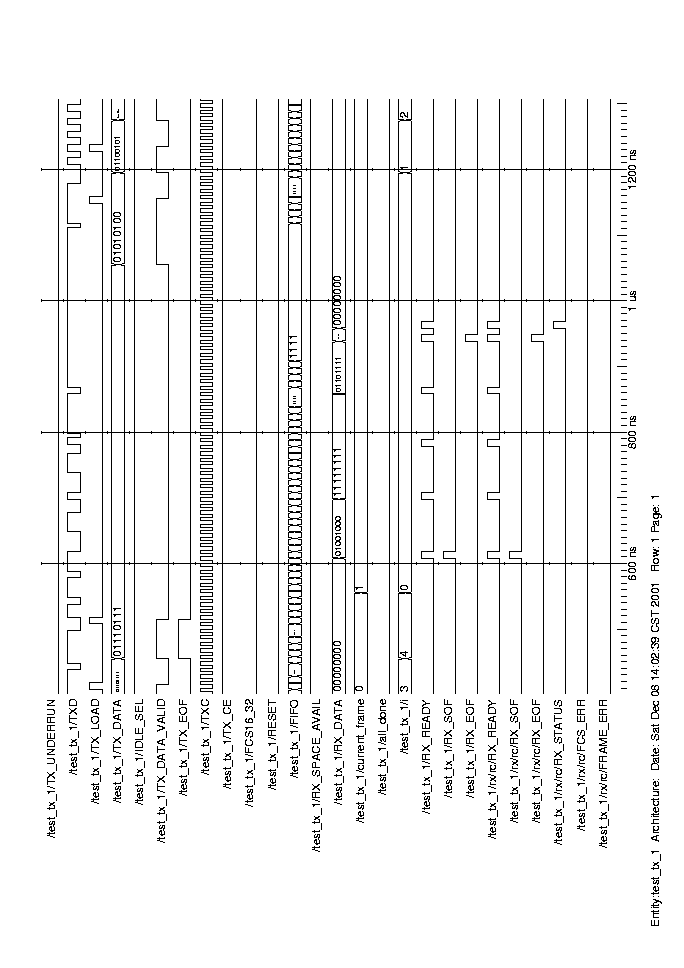 /test_tx_1/TX_UNDERRUN
/test_tx_1/TXD
/test_tx_1/TX_LOAD
/test_tx_1/TX_DATA 01110111 01010100 01100101 --
/test_tx_1/IDLE_SEL
/test_tx_1/TX_DATA_VALID
/test_tx_1/TX_EOF
/test_tx_1/TXC
/test_tx_1/TX_CE
/test_tx_1/FCS16_32
/test_tx_1/RESET
/test_tx_1/FIFO 1111
/test_tx_1/RX_SPACE_AVAIL
/test_tx_1/RX_DATA 00000000 01001000 11111111 01101111 -- 00000000
/test_tx_1/current_frame 0 1
/test_tx_1/all_done
/test_tx_1/i 3 4 0 1 2
/test_tx_1/RX_READY
/test_tx_1/RX_SOF
/test_tx_1/RX_EOF
/test_tx_1/rx/rc/RX_READY
/test_tx_1/rx/rc/RX_SOF
/test_tx_1/rx/rc/RX_EOF
/test_tx_1/rx/rc/RX_STATUS
/test_tx_1/rx/rc/FCS_ERR
/test_tx_1/rx/rc/FRAME_ERR
600 ns 800 ns 1 us 1200 ns
Entity:test_tx_1 Architecture: Date: Sat Dec 08 14:02:39 CST 2001 Row: 1 Page: 1